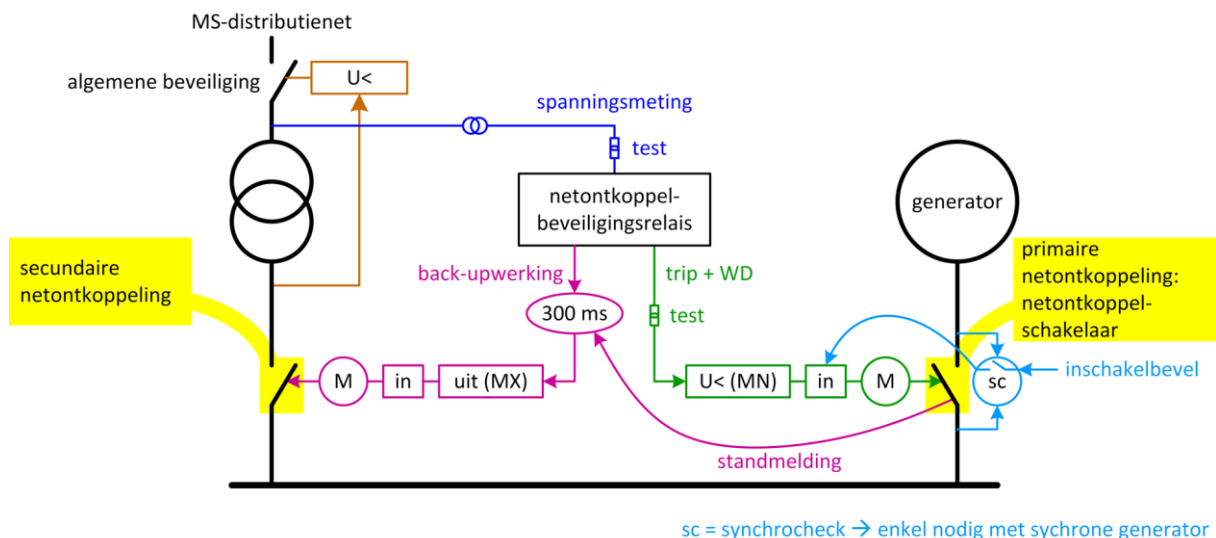 MS-distributienet
algemene beveiliging
U<
spanningsmeting
test
netontkoppel-
beveiligingsrelais
generator
secundaire
netontkoppeling
back-upwerking
trip + WD
primaire
netontkoppeling:
netontkoppel-
schakelaar
300 ms
test
M
in
uit (MX)
U< (MN)
in
M
sc
inschakelbevel
standmelding
sc = synchrocheck → enkel nodig met sychrone generator